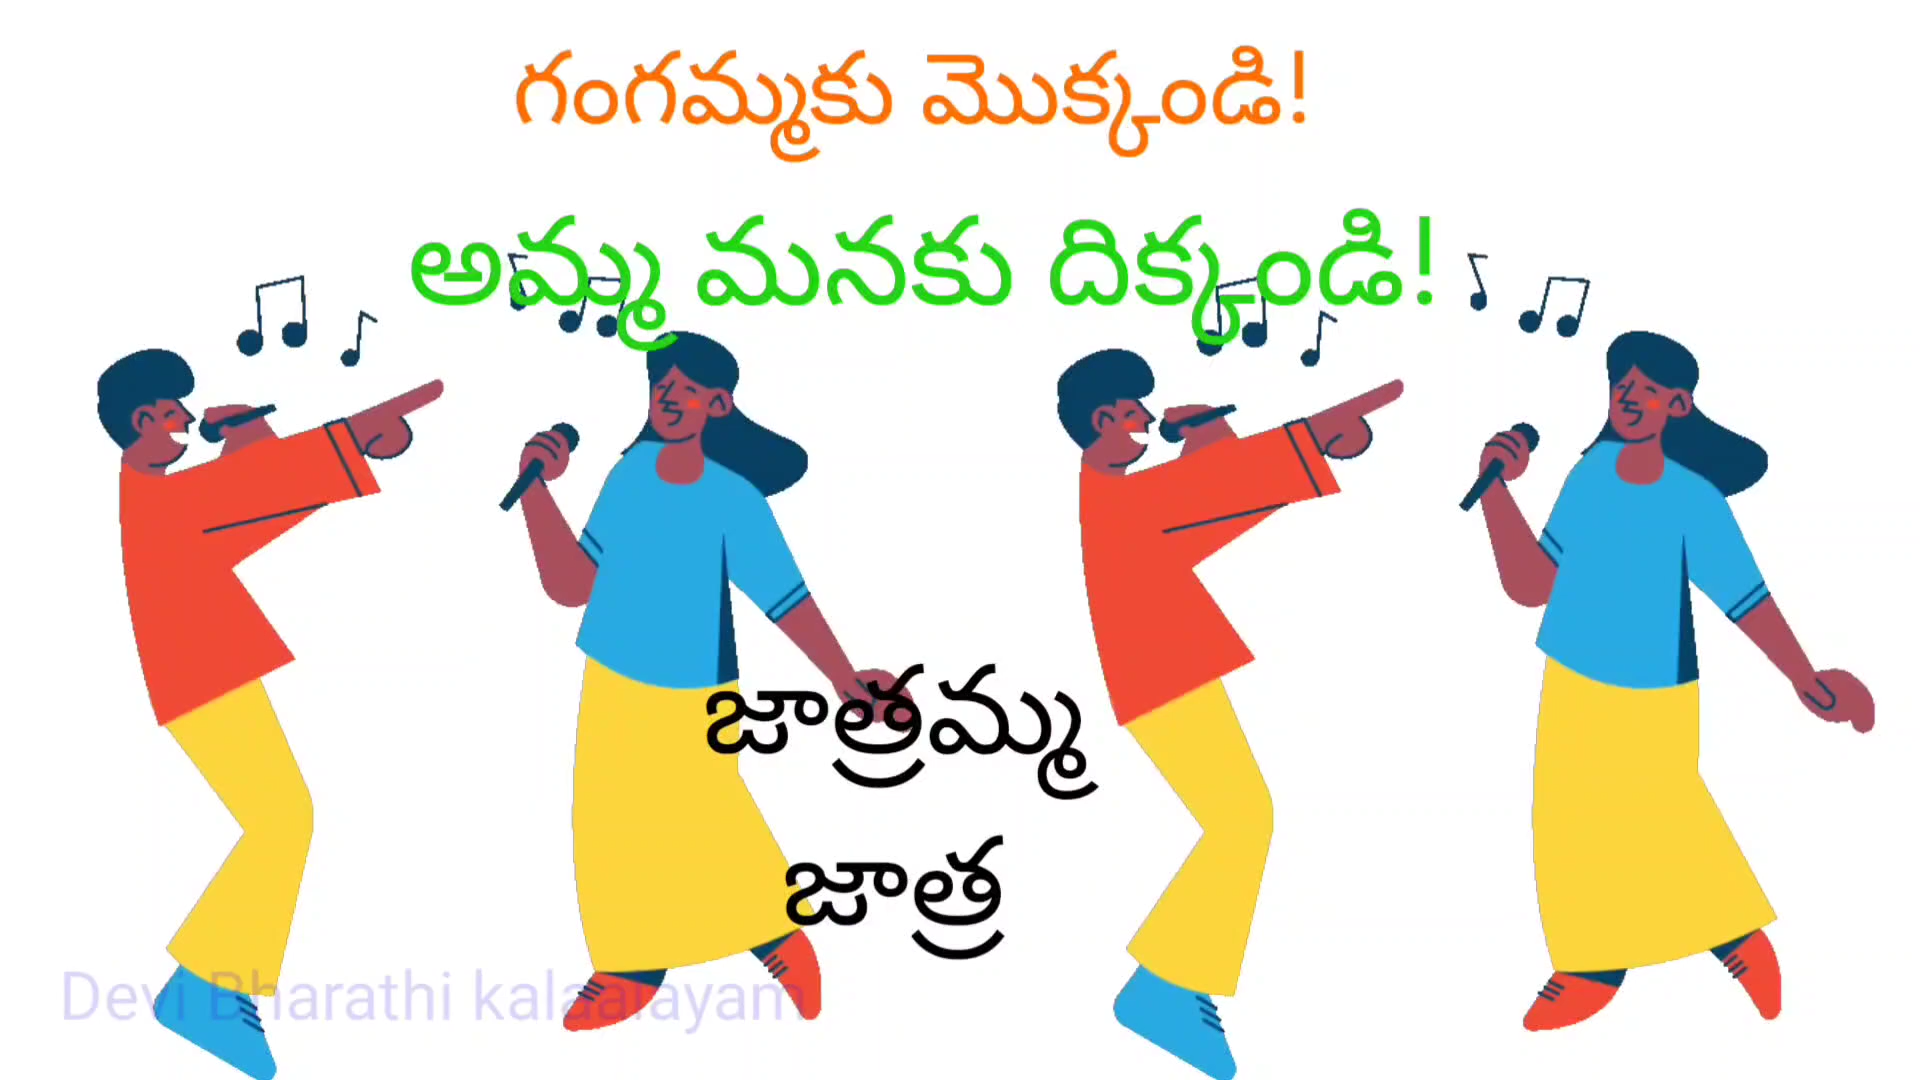 గంగమ్మకు మొక్కండి!
అమ్మ మనకు దిక్కండి!
జాత్రమ్మ
జాత్ర
Devi Bharathi kalaalayam